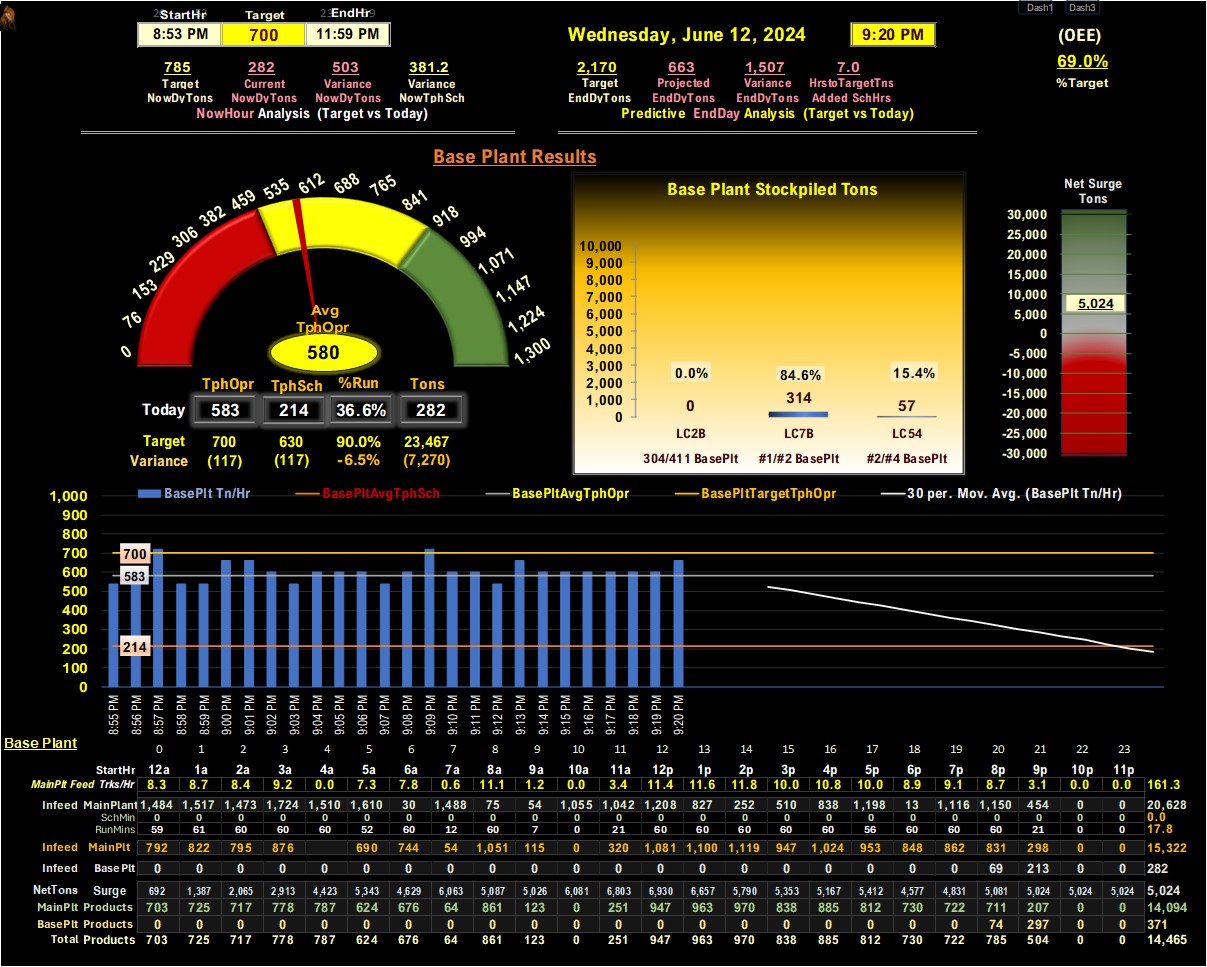 Dash1 Dash3
StartHr Target EndHr
8:53 PM 700 11:59 PM
Wednesday, June 12, 2024 9:20 PM
(OEE)
69.0%
%Target
785 282 503 381.2
Target Current Variance Variance
NowDyTons NowDyTons NowDyTons NowTphSch
NowHour Analysis (Target vs Today)
2,170 663 1,507 7.0
Target Projected Variance HrstoTargetTns
EndDyTons EndDyTons EndDyTons Added SchHrs
Predictive EndDay Analysis (Target vs Today)
Base Plant Results
0 76 153 229 306 382 459 535 612 688 765 841 918 994 1,071 1,147 1,224 1,300
Avg
TphOpr
580
TphOpr TphSch %Run Tons
Today 583 214 36.6% 282
Target 700 630 90.0% 23,467
Variance (117) (117) -6.5% (7,270)
Base Plant Stockpiled Tons
10,000
9,000
8,000
7,000
6,000
5,000
4,000
3,000
2,000
1,000
0
0.0% 84.6% 15.4%
0 314 57
LC2B LC7B LC54
304/411 BasePlt #1/#2 BasePlt #2/#4 BasePlt
Net Surge
Tons
30,000
25,000
20,000
15,000
10,000
5,000
0
-5,000
-10,000
-15,000
-20,000
-25,000
-30,000
5,024
BasePlt Tn/Hr BasePltAvgTphSch BasePltAvgTphOpr BasePltTargetTphOpr 30 per. Mov. Avg. (BasePlt Tn/Hr)
1,000
900
800
700
600
500
400
300
200
100
0
700
583
214
8:55 PM 8:56 PM 8:57 PM 8:58 PM 8:59 PM 9:00 PM 9:01 PM 9:02 PM 9:03 PM 9:04 PM 9:05 PM 9:06 PM 9:07 PM 9:08 PM 9:09 PM 9:10 PM 9:11 PM 9:12 PM 9:13 PM 9:14 PM 9:15 PM 9:16 PM 9:17 PM 9:18 PM 9:19 PM 9:20 PM
Base Plant
0 1 2 3 4 5 6 7 8 9 10 11 12 13 14 15 16 17 18 19 20 21 22 23
StartHr 12a 1a 2a 3a 4a 5a 6a 7a 8a 9a 10a 11a 12p 1p 2p 3p 4p 5p 6p 7p 8p 9p 10p 11p
MainPlt Feed Trks/Hr 8.3 8.7 8.4 9.2 0.0 7.3 7.8 0.6 11.1 1.2 0.0 3.4 11.4 11.6 11.8 10.0 10.8 10.0 8.9 9.1 8.7 3.1 0.0 0.0 161.3
Infeed MainPlant 1,484 1,517 1,473 1,724 1,510 1,610 30 1,488 75 54 1,055 1,042 1,208 827 252 510 838 1,198 13 1,116 1,150 454 0 0 20,628
SchMin 0 0 0 0 0 0 0 0 0 0 0 0 0 0 0 0 0 0 0 0 0 0 0 0 0.0
RunMins 59 61 60 60 60 52 60 12 60 7 0 21 60 60 60 60 60 56 60 60 60 21 0 0 17.8
Infeed MainPlt 792 822 795 876 690 744 54 1,051 115 0 320 1,081 1,100 1,119 947 1,024 953 848 862 831 298 0 0 15,322
Infeed BasePlt 0 0 0 0 0 0 0 0 0 0 0 0 0 0 0 0 0 0 0 0 69 213 0 0 282
NetTons Surge 692 1,387 2,065 2,913 4,423 5,343 4,629 6,063 5,087 5,026 6,081 6,803 6,930 6,657 5,790 5,353 5,167 5,412 4,577 4,831 5,081 5,024 5,024 5,024 5,024
MainPlt Products 703 725 717 778 787 624 676 64 861 123 0 251 947 963 970 838 885 812 730 722 711 207 0 0 14,094
BasePlt Products 0 0 0 0 0 0 0 0 0 0 0 0 0 0 0 0 0 0 0 0 74 297 0 0 371
Total Products 703 725 717 778 787 624 676 64 861 123 0 251 947 963 970 838 885 812 730 722 785 504 0 0 14,465